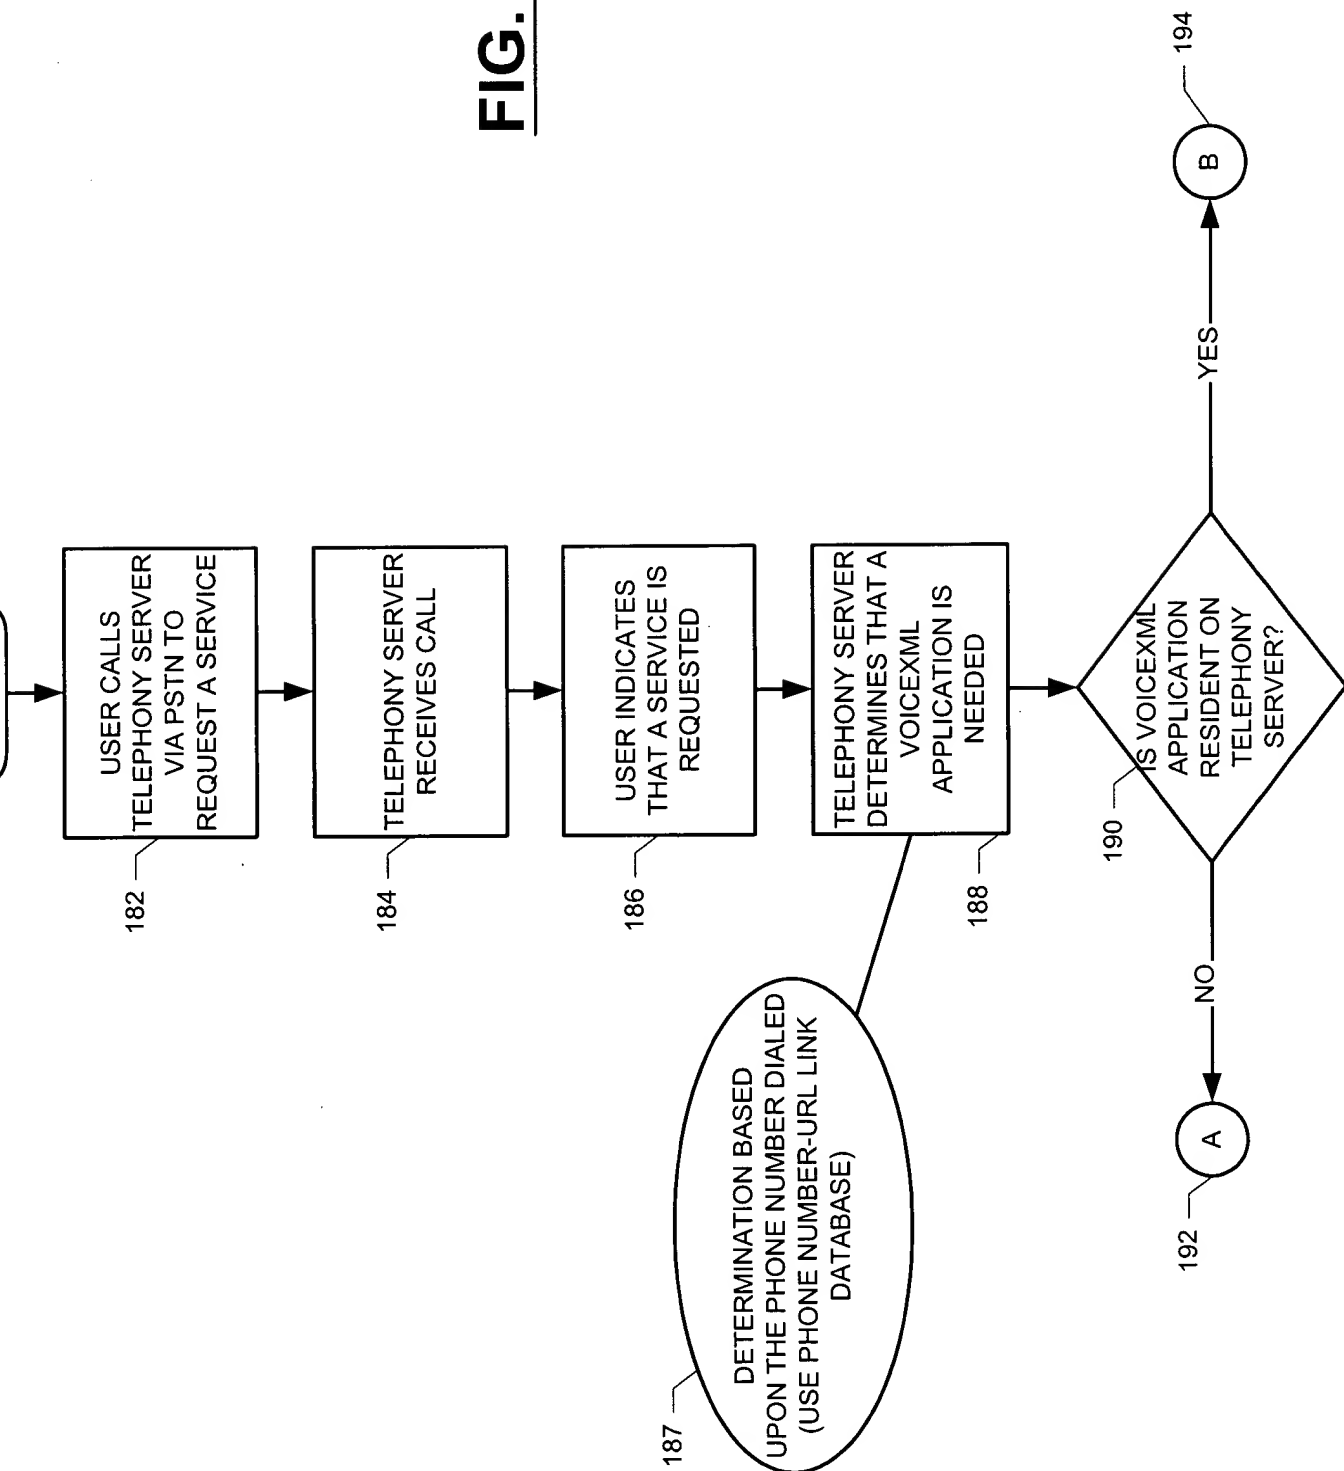 FIG.
USER CALLS
TELEPHONY SERVER
VIA PSTN TO
REQUEST A SERVICE
182
TELEPHONY SERVER
RECEIVES CALL
184
USER INDICATES
THAT A SERVICE IS
REQUESTED
186
TELEPHONY SERVER
DETERMINES THAT A
VOICEXML
APPLICATION IS
NEEDED
188
DETERMINATION BASED
UPON THE PHONE NUMBER DIALED
(USE PHONE NUMBER-URL LINK
DATABASE)
187
IS VOICEXML
APPLICATION
RESIDENT ON
TELEPHONY
SERVER?
190
NO
A
192
YES
B
194